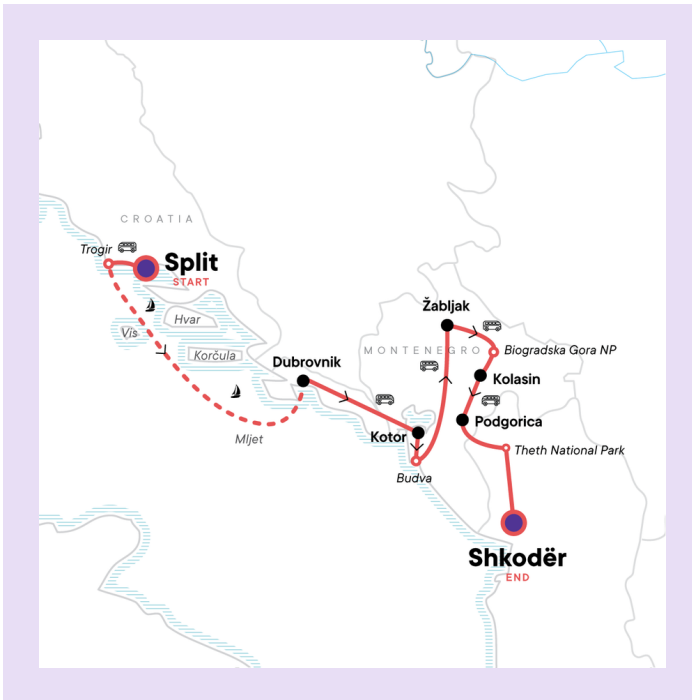 CROATIA
Trogir
Split
START
Hvar
Vis
Korčula
Mljet
Dubrovnik
Žabljak
MONTENEGRO
Biogradska Gora NP
Kolasin
Podgorica
Kotor
Theth National Park
Budva
Shkodër
END